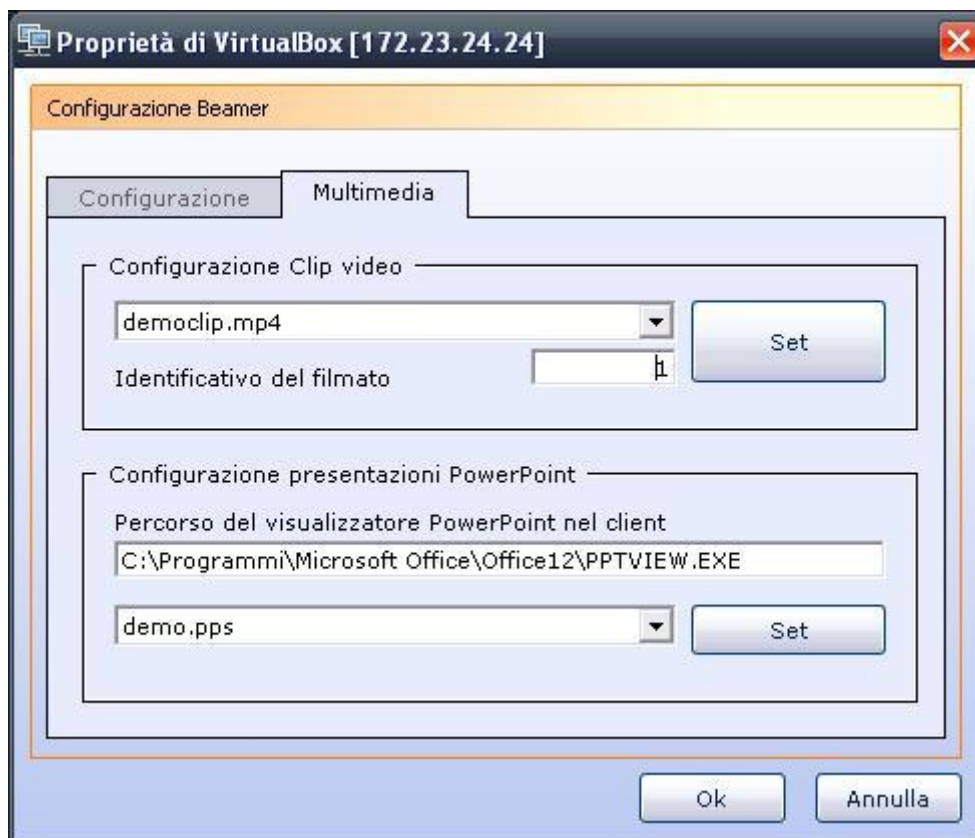 Proprietà di VirtualBox [172.23.24.24]
Configurazione Beamer
Configurazione
Multimedia
Configurazione Clip video
democlip.mp4
Set
Identificativo del filmato
1
Configurazione presentazioni PowerPoint
Percorso del visualizzatore PowerPoint nel client
C:\Programmi\Microsoft Office\Office12\PPTVIEW.EXE
demo.pps
Set
Ok
Annulla